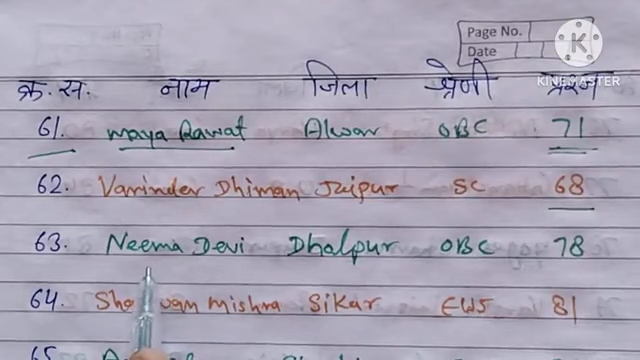 Page No.
Date
K
KINEMASTER
क्र. स. नाम जिला श्रेणी
61. Maya Rawat Alwar OBC 71
62. Varinder Dhiman Jaipur SC 68
63. Neema Devi Dhalpur OBC 78
64. Mishra Sikar EWS 81
65.